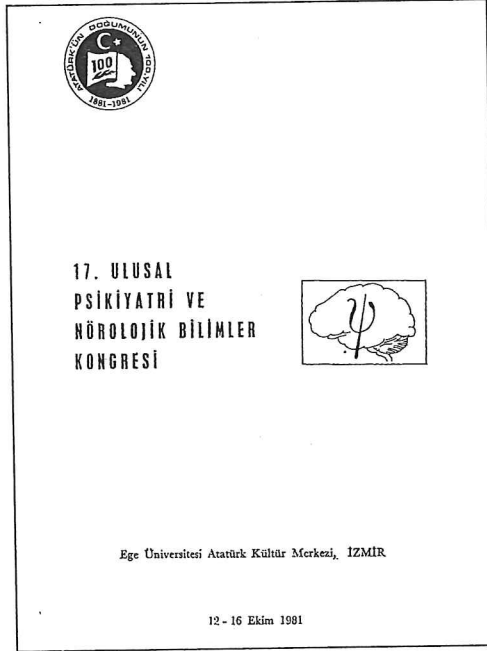 ATATÜRK'ÜN DOĞUMUNUN 100.YILI
100
1881-1981
17. ULUSAL
PSİKİYATRİ VE
NÖROLOJİK BİLİMLER
KONGRESİ
ψ
Ege Üniversitesi Atatürk Kültür Merkezi, İZMİR
12 - 16 Ekim 1981